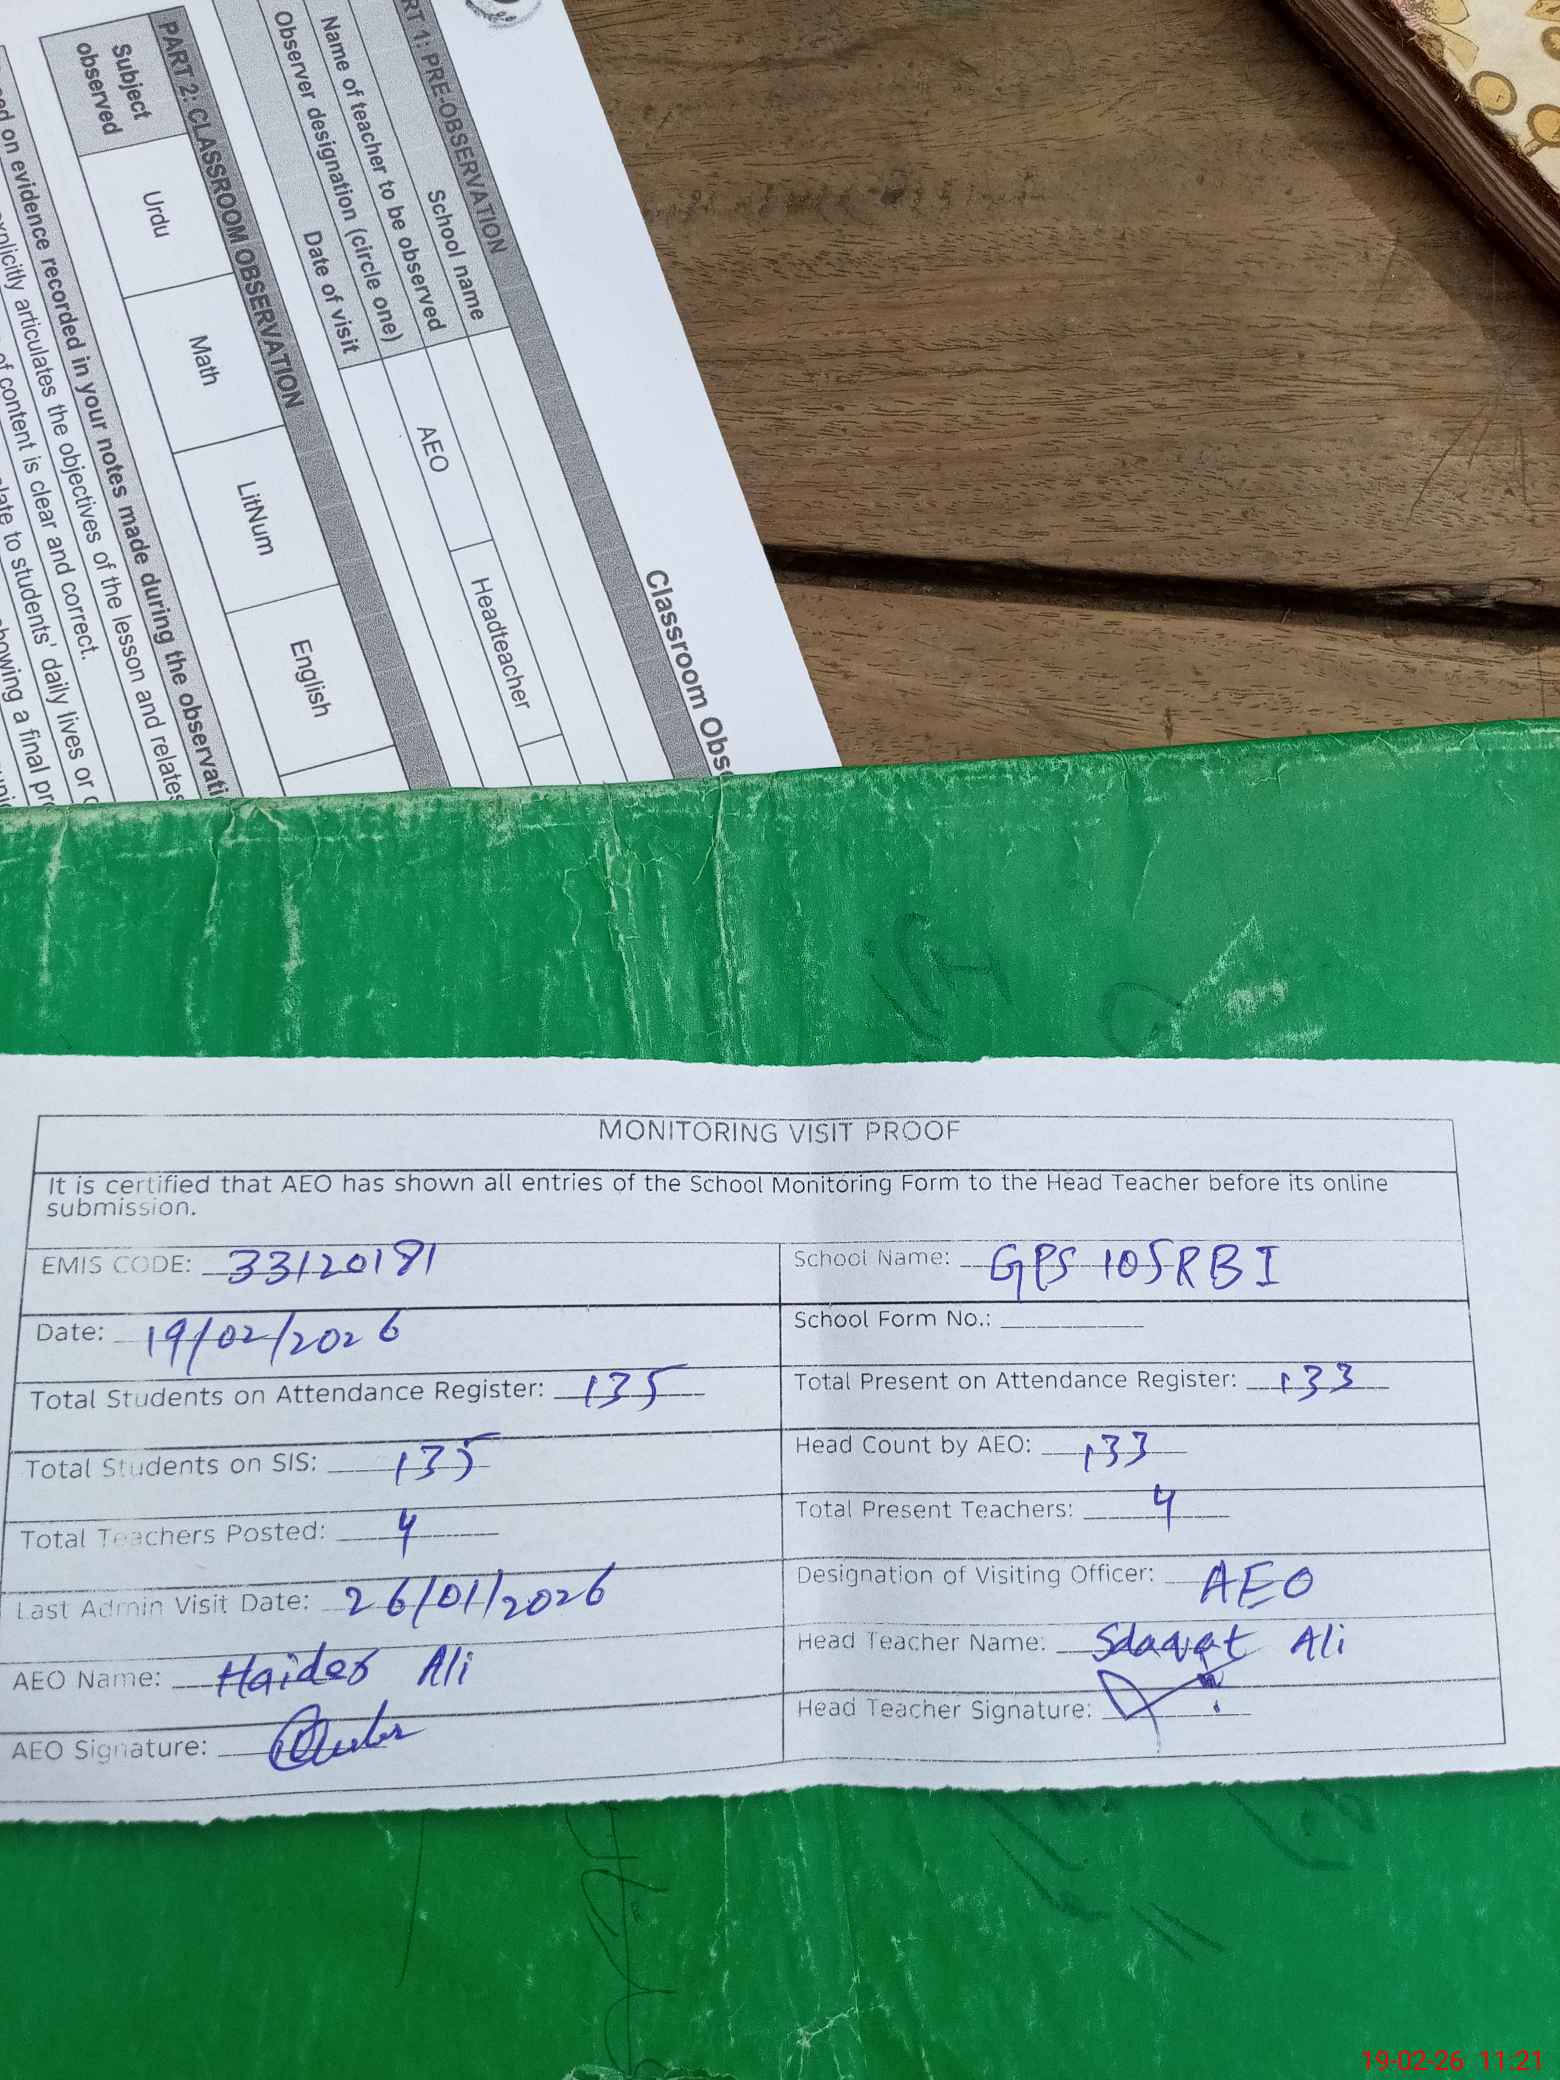 Classroom Obs
PART 1: PRE-OBSERVATION
School name
Name of teacher to be observed
Observer designation (circle one) AEO Headteacher
Date of visit
PART 2: CLASSROOM OBSERVATION
Subject observed Urdu Math LitNum English
on evidence recorded in your notes made during the observati
explicitly articulates the objectives of the lesson and relates
of content is clear and correct.
to students' daily lives or
showing a final pr
MONITORING VISIT PROOF
It is certified that AEO has shown all entries of the School Monitoring Form to the Head Teacher before its online
submission.
EMIS CODE: 33120191 School Name: GPS 105RBI
Date: 19/02/2026 School Form No.:
Total Students on Attendance Register: 135 Total Present on Attendance Register: 133
Total Students on SIS: 135 Head Count by AEO: 133
Total Teachers Posted: 4 Total Present Teachers: 4
Last Admin Visit Date: 26/01/2026 Designation of Visiting Officer: AEO
AEO Name: Haider Ali Head Teacher Name: Ali
AEO Signature: Head Teacher Signature:
19-02-26 11:21